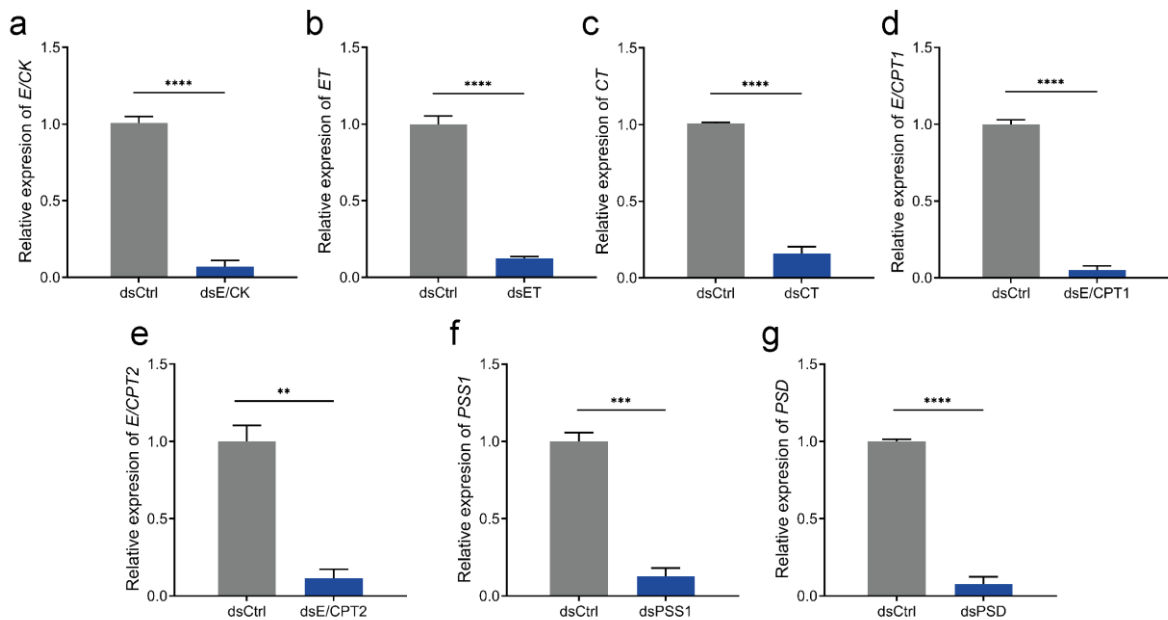 a
Relative expresion of E/CK
1.5
1.0
0.5
0.0
****
dsCtrl dsE/CK
b
Relative expresion of ET
1.5
1.0
0.5
0.0
****
dsCtrl dsET
c
Relative expresion of CT
1.5
1.0
0.5
0.0
****
dsCtrl dsCT
d
Relative expresion of E/CPT1
1.5
1.0
0.5
0.0
****
dsCtrl dsE/CPT1
e
Relative expresion of E/CPT2
1.5
1.0
0.5
0.0
**
dsCtrl dsE/CPT2
f
Relative expresion of PSS1
1.5
1.0
0.5
0.0
***
dsCtrl dsPSS1
g
Relative expresion of PSD
1.5
1.0
0.5
0.0
****
dsCtrl dsPSD